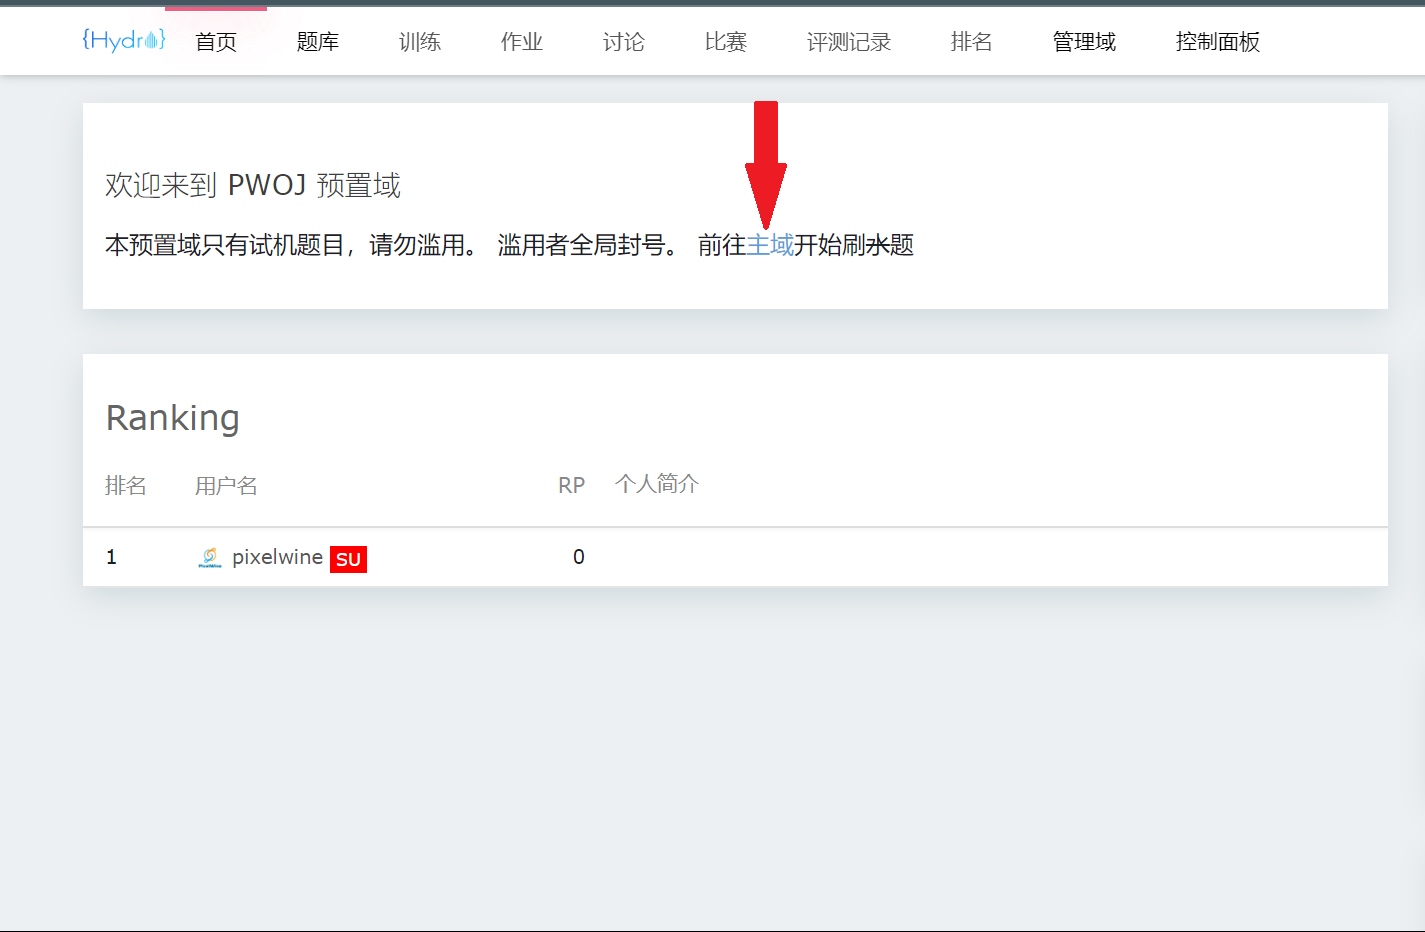 {Hydro} 首页 题库 训练 作业 讨论 比赛 评测记录 排名 管理域 控制面板
欢迎来到 PWOJ 预置域
本预置域只有试机题目，请勿滥用。 滥用者全局封号。 前往主域开始刷水题
Ranking
排名 用户名 RP 个人简介
1 PixelWine pixelwine SU 0